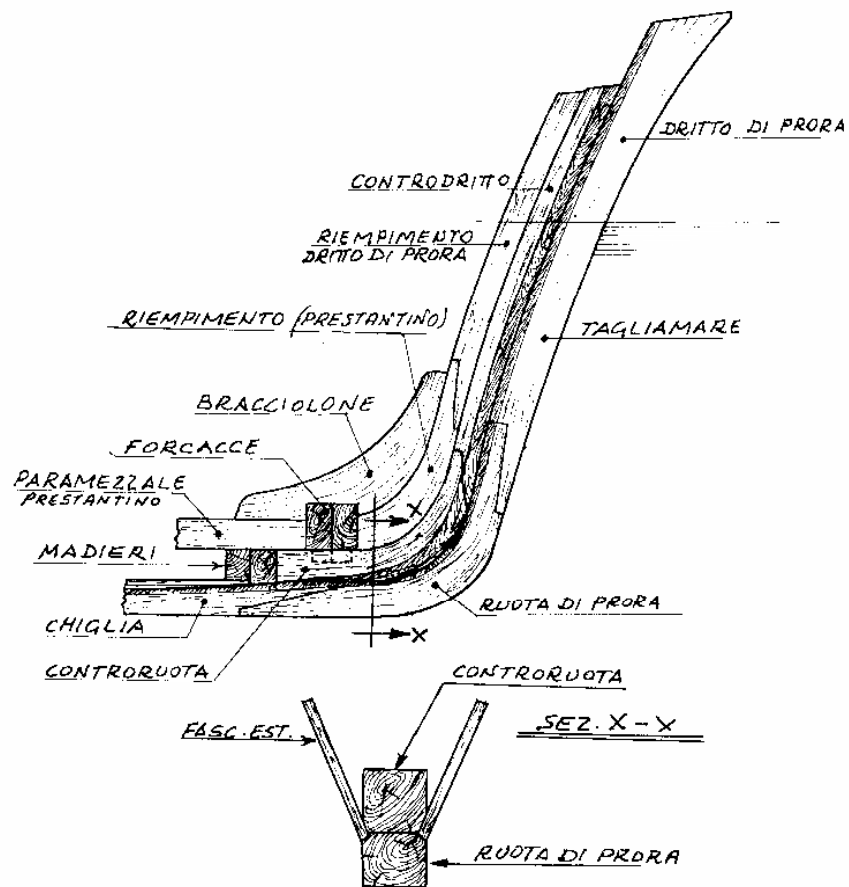 DRITTO DI PRORA
CONTRODRITTO
RIEMPIMENTO
DRITTO DI PRORA
RIEMPIMENTO (PRESTANTINO)
TAGLIAMARE
BRACCIOLONE
FORCACCE
PARAMEZZALE
PRESTANTINO
X
MADIERI
RUOTA DI PRORA
CHIGLIA
X
CONTRORUOTA
CONTRORUOTA
FASC. EST.
SEZ. X-X
RUOTA DI PRORA